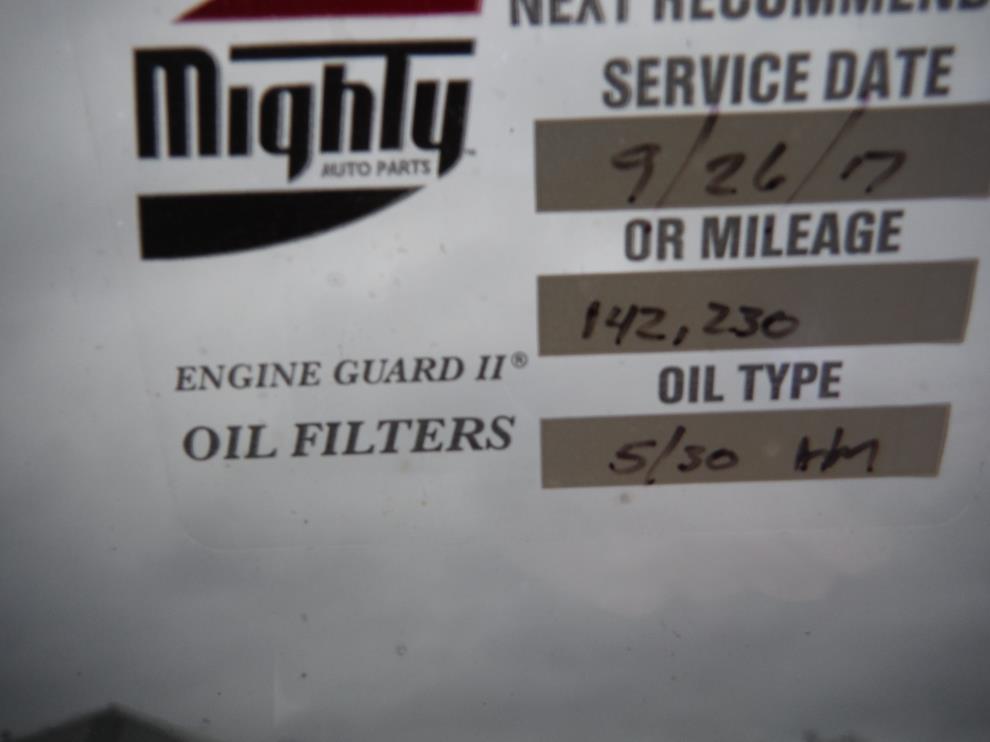 NEXT RECOMMEND
Mighty
AUTO PARTS
SERVICE DATE
9/26/17
OR MILEAGE
142,230
ENGINE GUARD II®
OIL FILTERS
OIL TYPE
5/30 HM